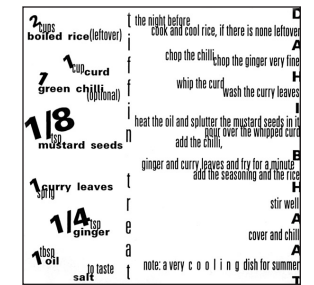 2 cups
boiled rice (leftover)
1 cup curd
1
green chilli
(optional)
1/8 tsp
mustard seeds
1 sprig
curry leaves
1/4 tsp
ginger
1 tbsp
oil
to taste
salt
tiffin
treat
the night before
cook and cool rice, if there is none leftover
chop the chilli,
chop the ginger very fine
whip the curd
wash the curry leaves
heat the oil and splutter the mustard seeds in it
pour over the whipped curd
add the chilli,
ginger and curry leaves and fry for a minute
add the seasoning and the rice
stir well
cover and chill
note: a very c o o l i n g dish for summer
DAHI
BHAAT